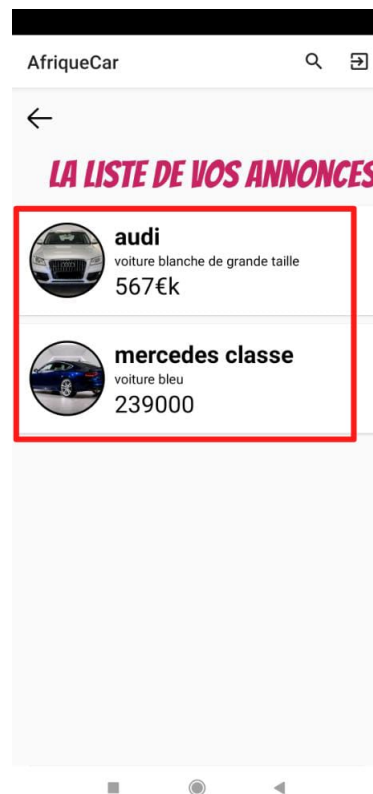 AfriqueCar
LA LISTE DE VOS ANNONCES
audi
voiture blanche de grande taille
567€k
mercedes classe
voiture bleu
239000